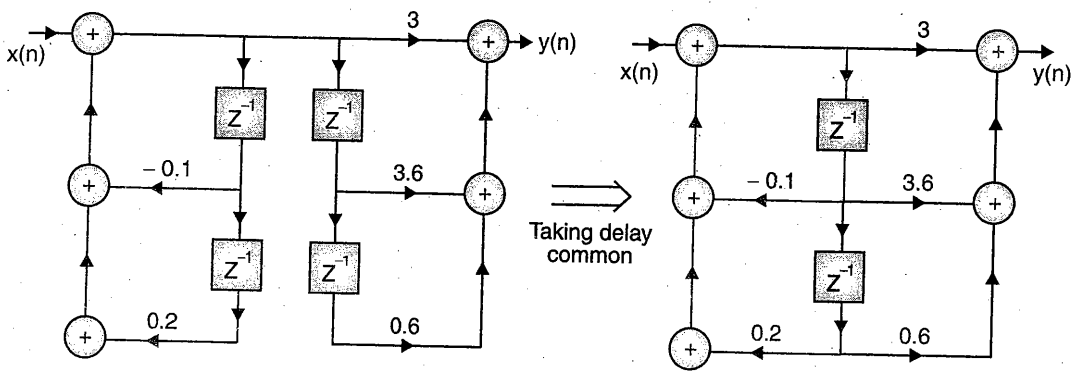 x(n)
3
y(n)
z⁻¹
z⁻¹
– 0.1
3.6
z⁻¹
z⁻¹
0.2
0.6
Taking delay
common
x(n)
3
y(n)
z⁻¹
– 0.1
3.6
z⁻¹
0.2
0.6